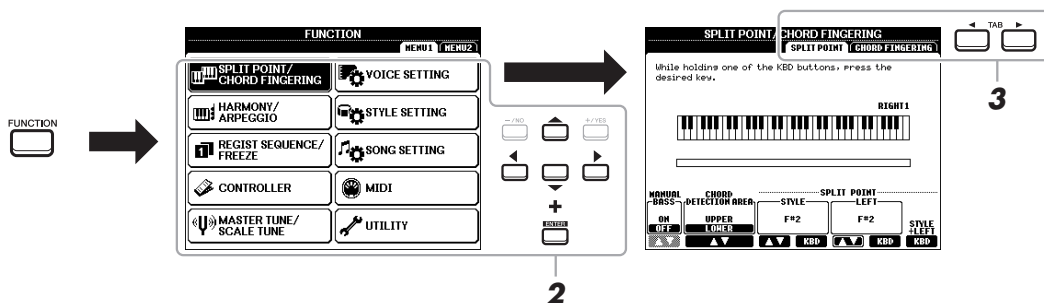 FUNCTION
FUNCTION
MENU1 MENU2
SPLIT POINT/
CHORD FINGERING
VOICE SETTING
HARMONY/
ARPEGGIO
STYLE SETTING
REGIST SEQUENCE/
FREEZE
SONG SETTING
CONTROLLER
MIDI
MASTER TUNE/
SCALE TUNE
UTILITY
-/NO
+/YES
+
ENTER
2
SPLIT POINT/CHORD FINGERING
SPLIT POINT CHORD FINGERING
While holding one of the KBD buttons, press the
desired key.
RIGHT1
MANUAL
BASS
ON
OFF
CHORD
DETECTION AREA
UPPER
LOWER
SPLIT POINT
STYLE
F#2
KBD
LEFT
F#2
KBD
STYLE
+LEFT
KBD
TAB
3